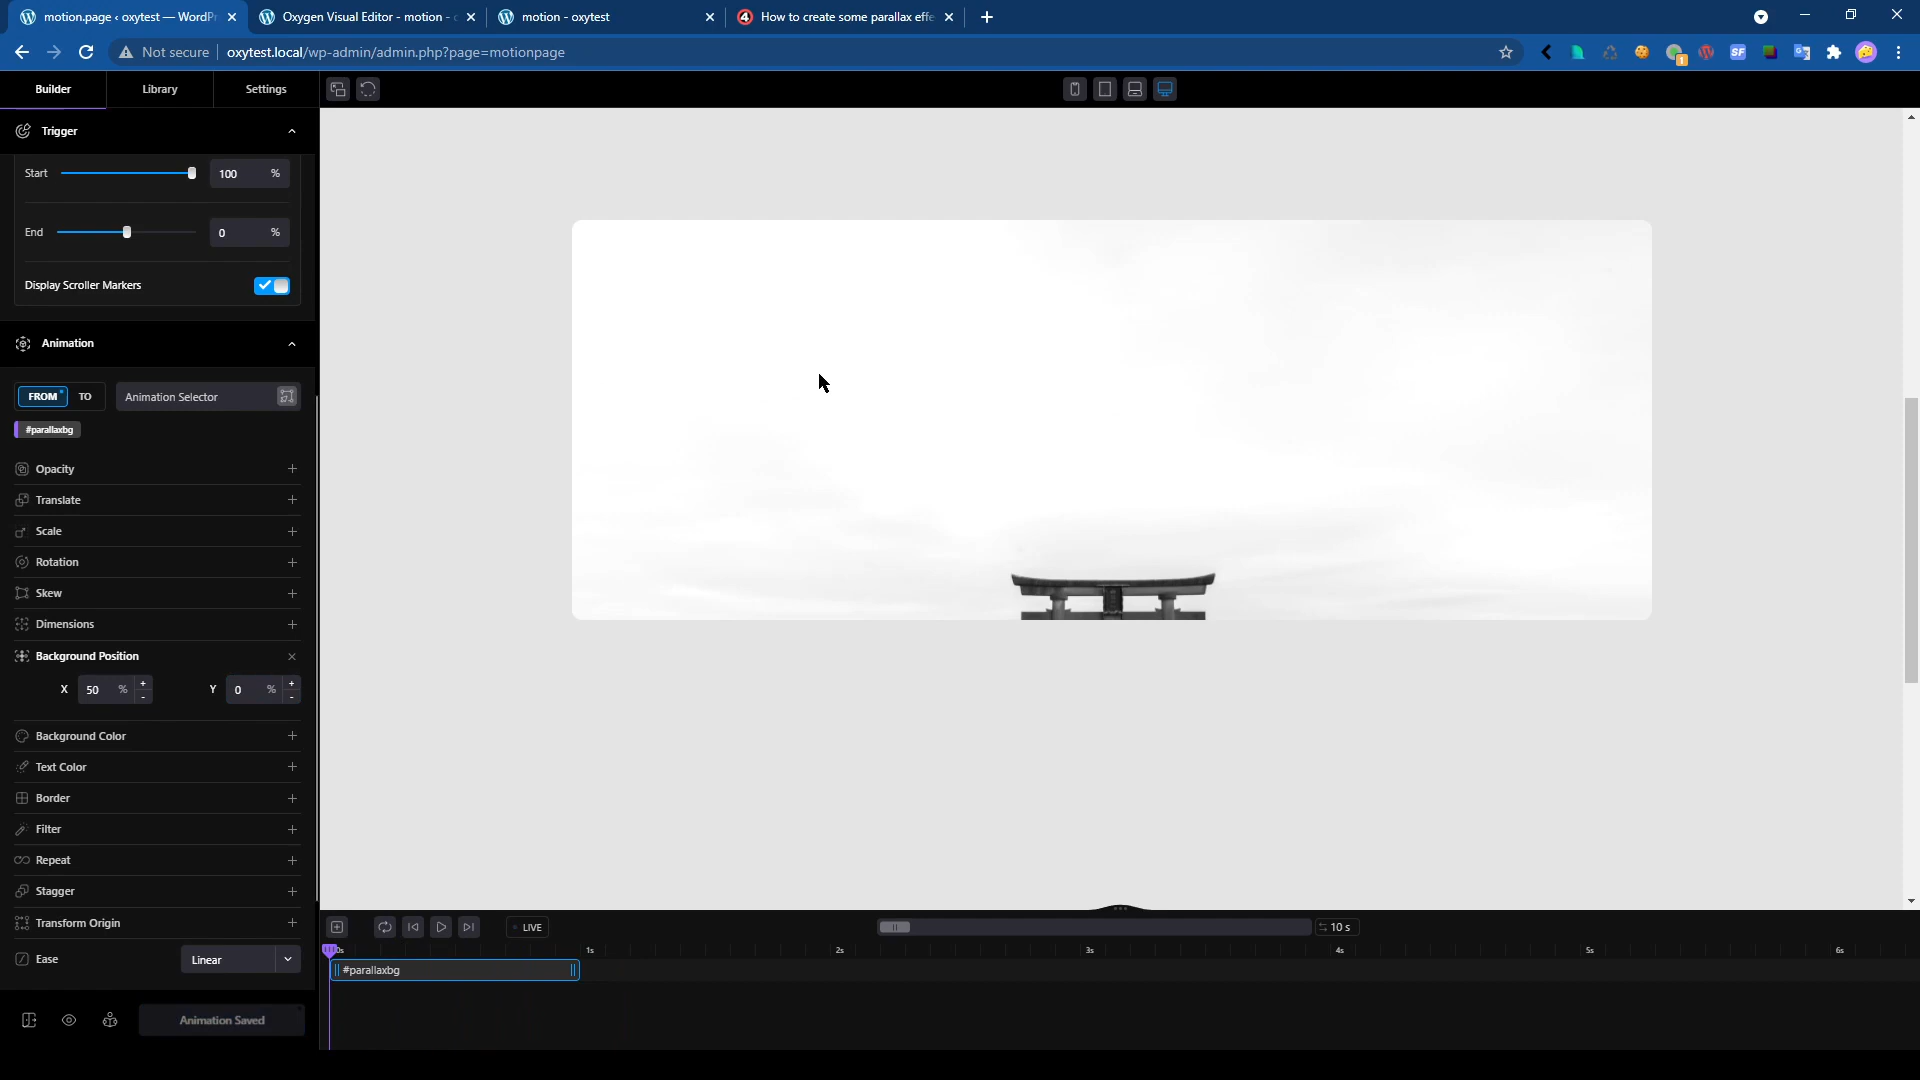 motion.page ‹ oxytest — WordPr
Oxygen Visual Editor - motion - o
motion - oxytest
How to create some parallax effe
Not secure
oxytest.local/wp-admin/admin.php?page=motionpage
Builder
Library
Settings
Trigger
Start
100 %
End
0 %
Display Scroller Markers
Animation
FROM
TO
Animation Selector
#parallaxbg
Opacity
Translate
Scale
Rotation
Skew
Dimensions
Background Position
X 50 % + -
Y 0 % + -
Background Color
Text Color
Border
Filter
Repeat
Stagger
Transform Origin
Ease
Linear
Animation Saved
LIVE
10 s
0s
1s
2s
3s
4s
5s
6s
#parallaxbg